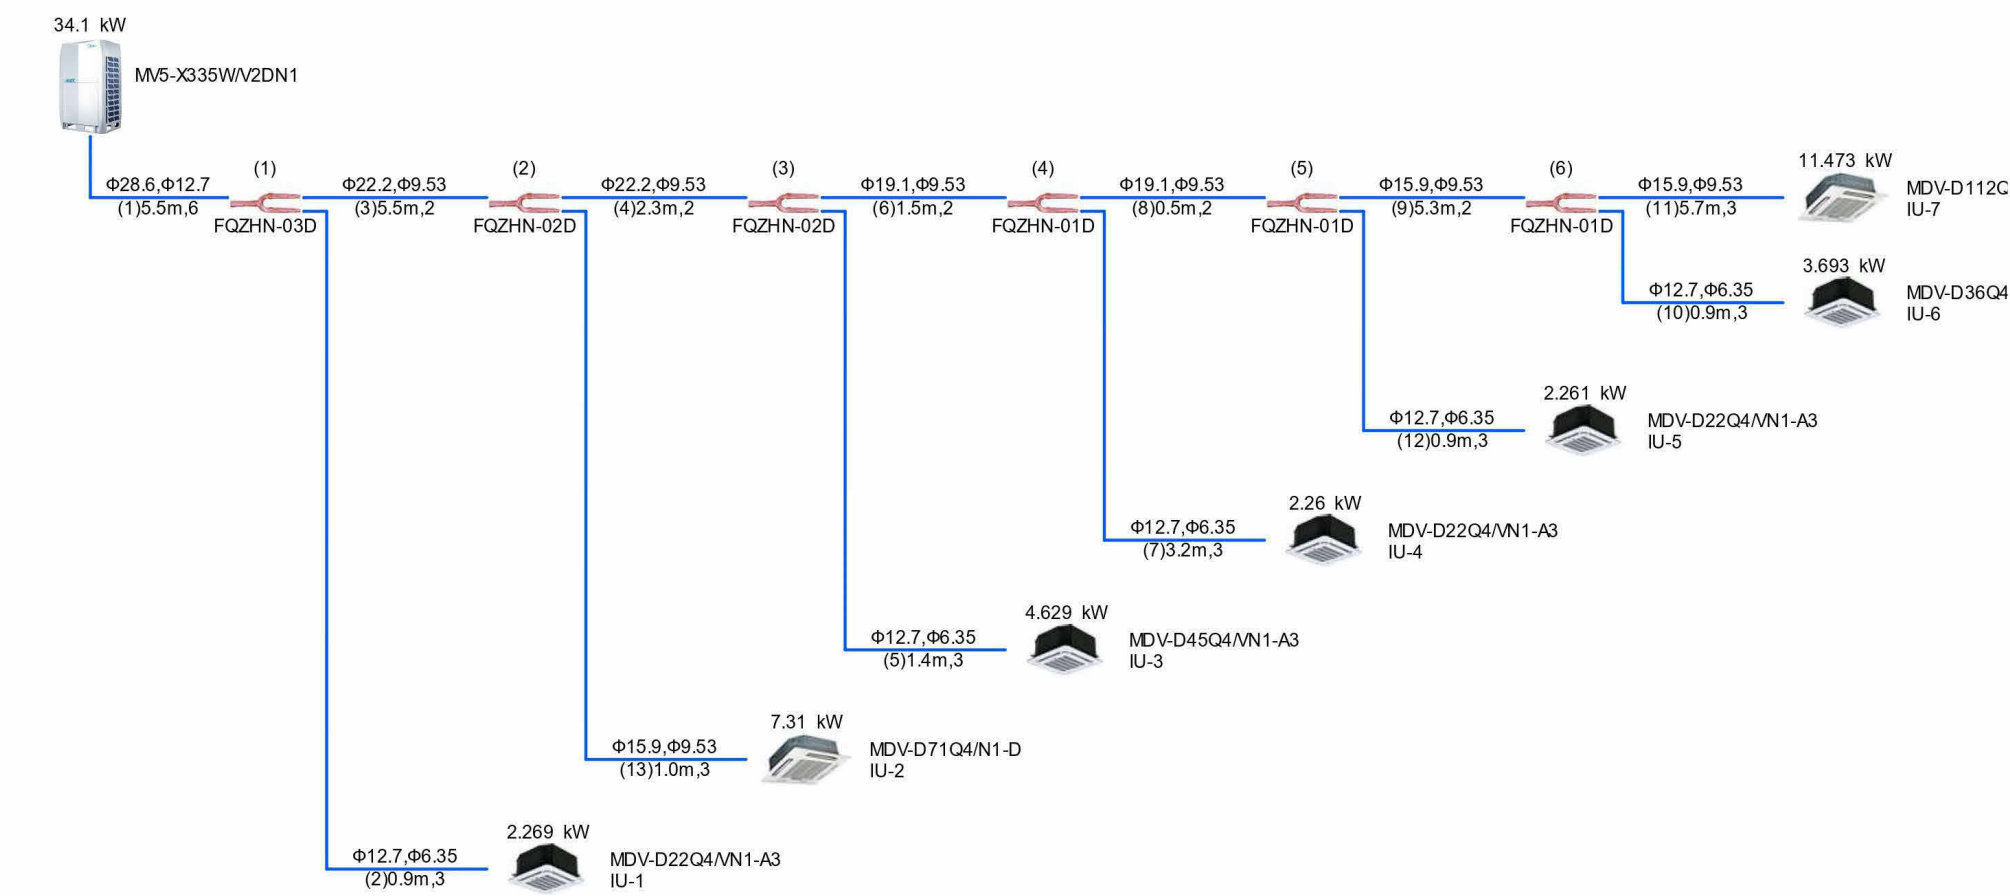 34.1 kW
MV5-X335W/V2DN1
(1)
(2)
(3)
(4)
(5)
(6)
11.473 kW
Φ28.6,Φ12.7
Φ22.2,Φ9.53
Φ22.2,Φ9.53
Φ19.1,Φ9.53
Φ19.1,Φ9.53
Φ15.9,Φ9.53
Φ15.9,Φ9.53
MDV-D112Q
(1)5.5m,6
(3)5.5m,2
(4)2.3m,2
(6)1.5m,2
(8)0.5m,2
(9)5.3m,2
(11)5.7m,3
IU-7
FQZHN-03D
FQZHN-02D
FQZHN-02D
FQZHN-01D
FQZHN-01D
FQZHN-01D
3.693 kW
Φ12.7,Φ6.35
MDV-D36Q4
(10)0.9m,3
IU-6
2.261 kW
Φ12.7,Φ6.35
MDV-D22Q4/VN1-A3
(12)0.9m,3
IU-5
2.26 kW
Φ12.7,Φ6.35
MDV-D22Q4/VN1-A3
(7)3.2m,3
IU-4
4.629 kW
Φ12.7,Φ6.35
MDV-D45Q4/VN1-A3
(5)1.4m,3
IU-3
7.31 kW
Φ15.9,Φ9.53
MDV-D71Q4/N1-D
(13)1.0m,3
IU-2
2.269 kW
Φ12.7,Φ6.35
MDV-D22Q4/VN1-A3
(2)0.9m,3
IU-1